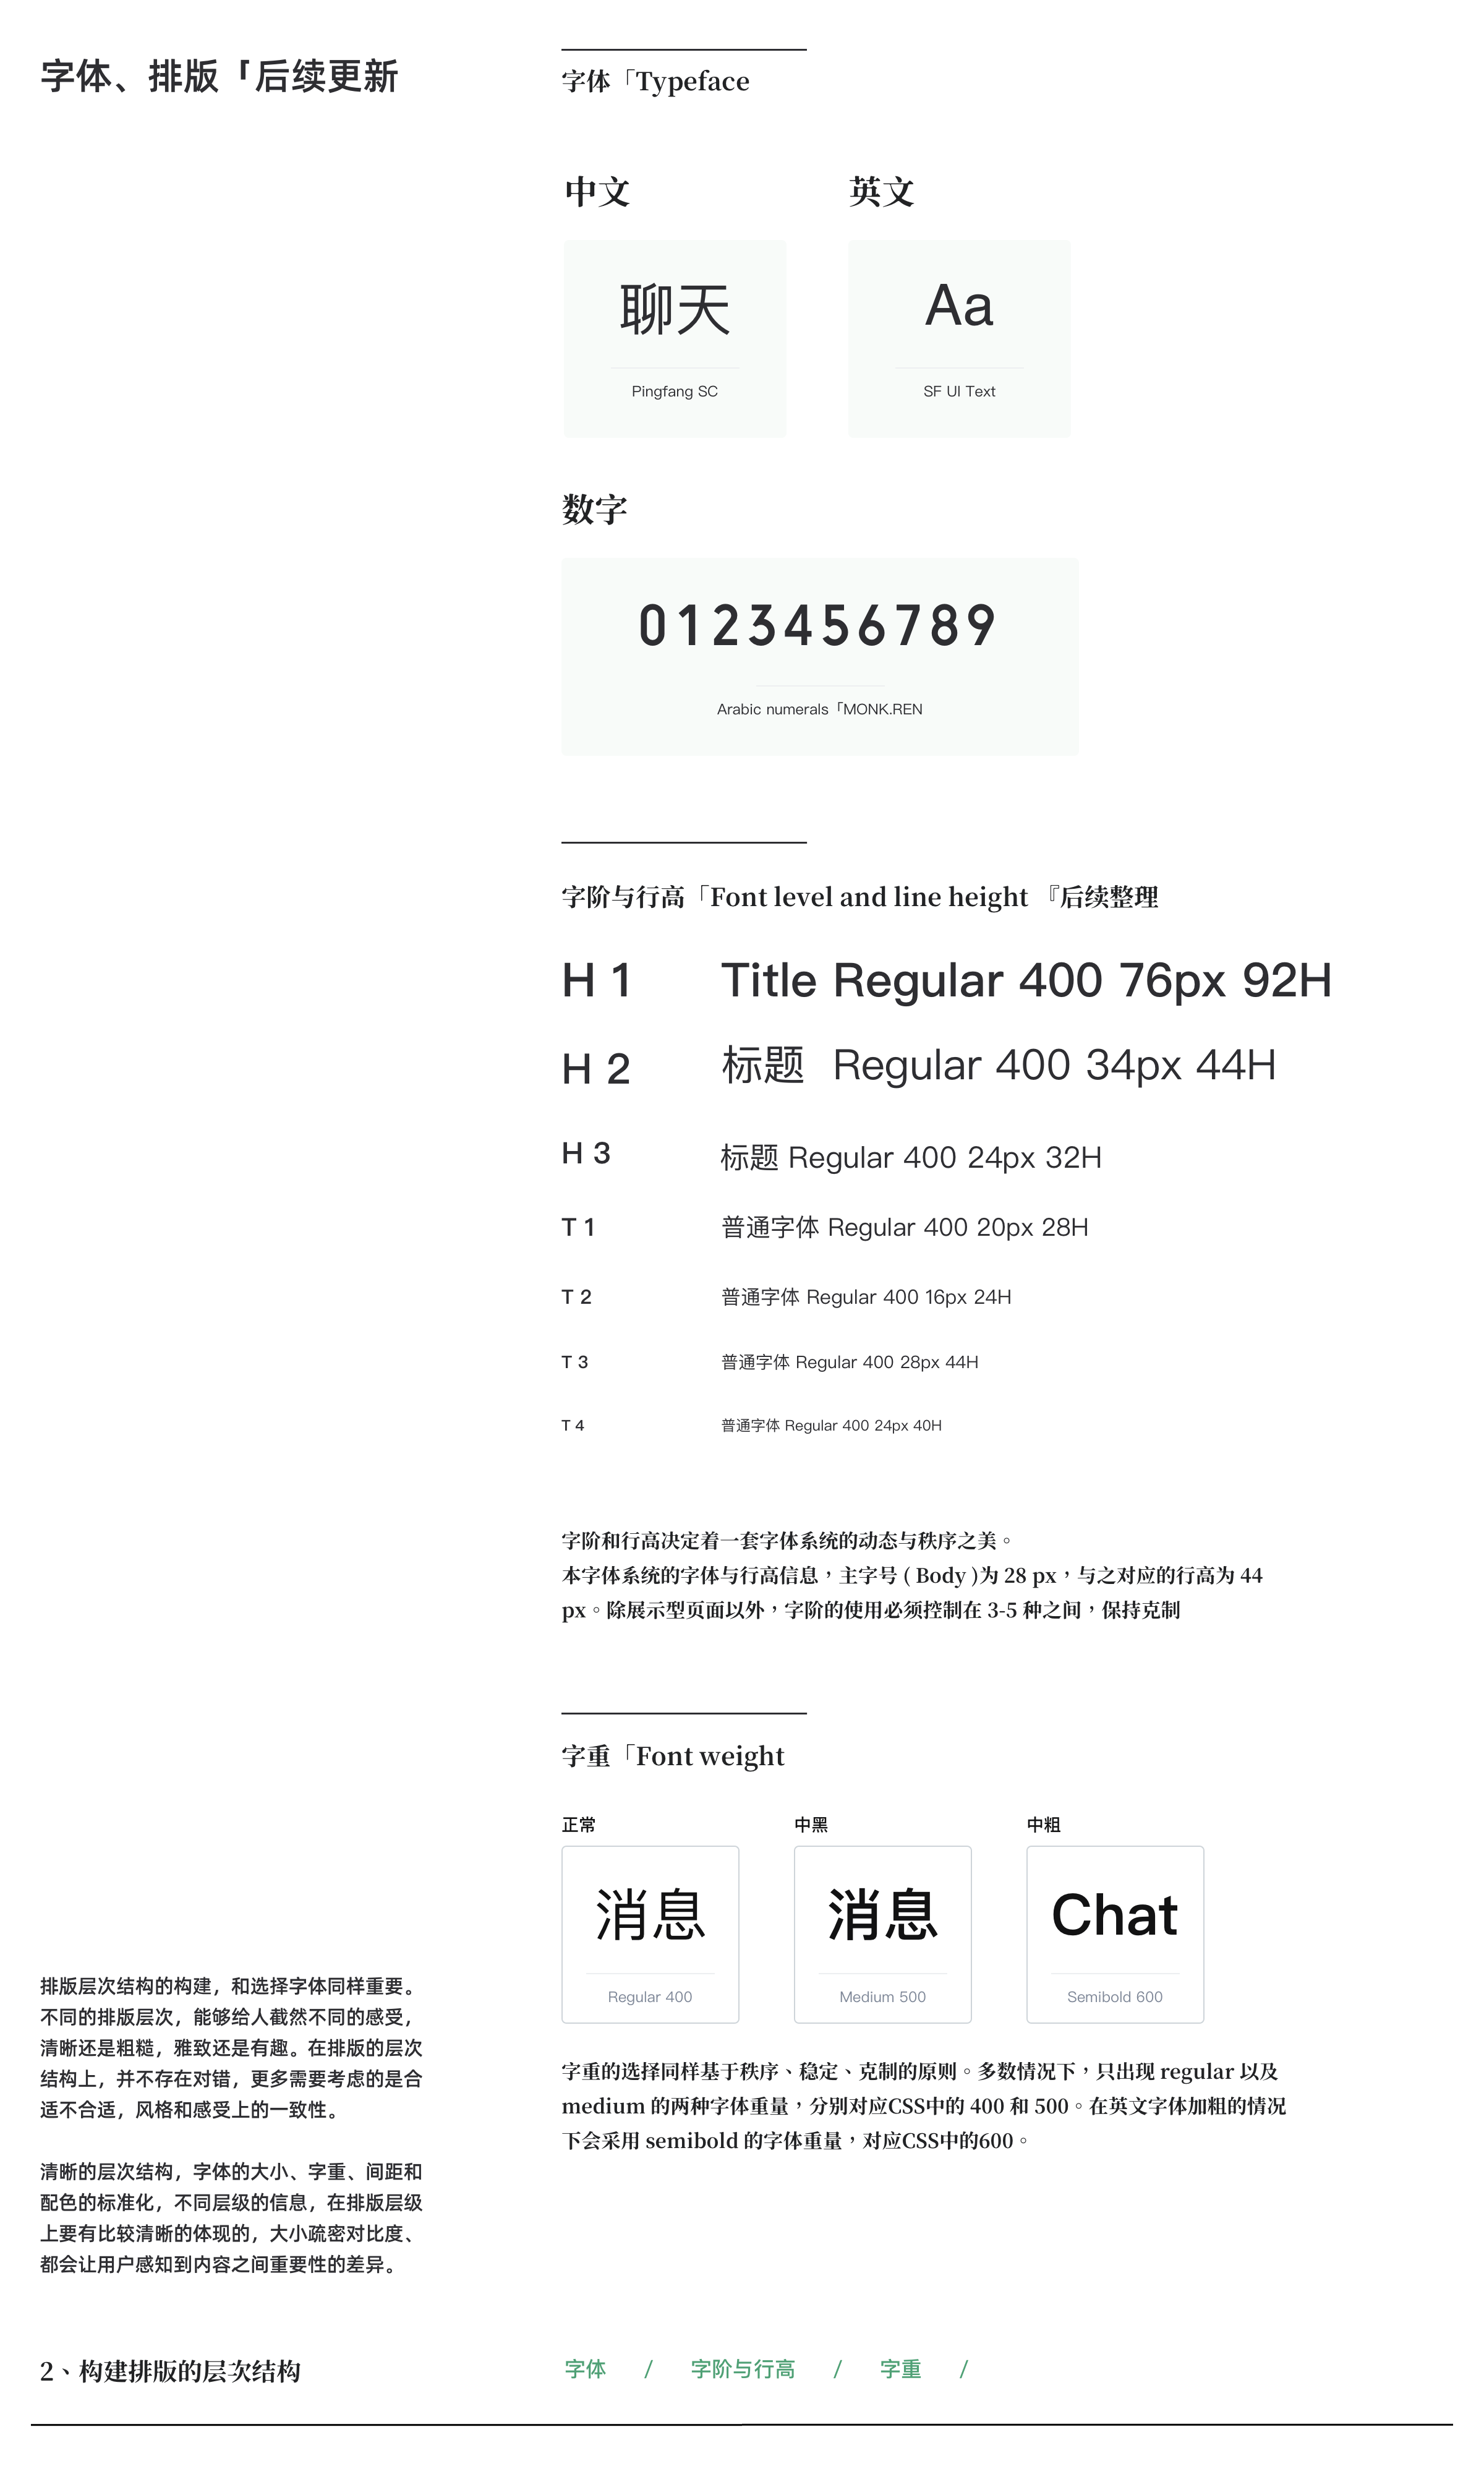 字体、排版「后续更新
字体「Typeface
中文
英文
聊天
Aa
Pingfang SC
SF UI Text
数字
0123456789
Arabic numerals「MONK.REN
字阶与行高「Font level and line height 『后续整理
H 1 Title Regular 400 76px 92H
H 2 标题 Regular 400 34px 44H
H 3 标题 Regular 400 24px 32H
T 1 普通字体 Regular 400 20px 28H
T 2 普通字体 Regular 400 16px 24H
T 3 普通字体 Regular 400 28px 44H
T 4 普通字体 Regular 400 24px 40H
字阶和行高决定着一套字体系统的动态与秩序之美。
本字体系统的字体与行高信息，主字号 ( Body )为 28 px，与之对应的行高为 44
px。除展示型页面以外，字阶的使用必须控制在 3-5 种之间，保持克制
字重「Font weight
正常
中黑
中粗
消息
消息
Chat
Regular 400
Medium 500
Semibold 600
字重的选择同样基于秩序、稳定、克制的原则。多数情况下，只出现 regular 以及
medium 的两种字体重量，分别对应CSS中的 400 和 500。在英文字体加粗的情况
下会采用 semibold 的字体重量，对应CSS中的600。
排版层次结构的构建，和选择字体同样重要。
不同的排版层次，能够给人截然不同的感受，
清晰还是粗糙，雅致还是有趣。在排版的层次
结构上，并不存在对错，更多需要考虑的是合
适不合适，风格和感受上的一致性。
清晰的层次结构，字体的大小、字重、间距和
配色的标准化，不同层级的信息，在排版层级
上要有比较清晰的体现的，大小疏密对比度、
都会让用户感知到内容之间重要性的差异。
2、构建排版的层次结构
字体 / 字阶与行高 / 字重 /